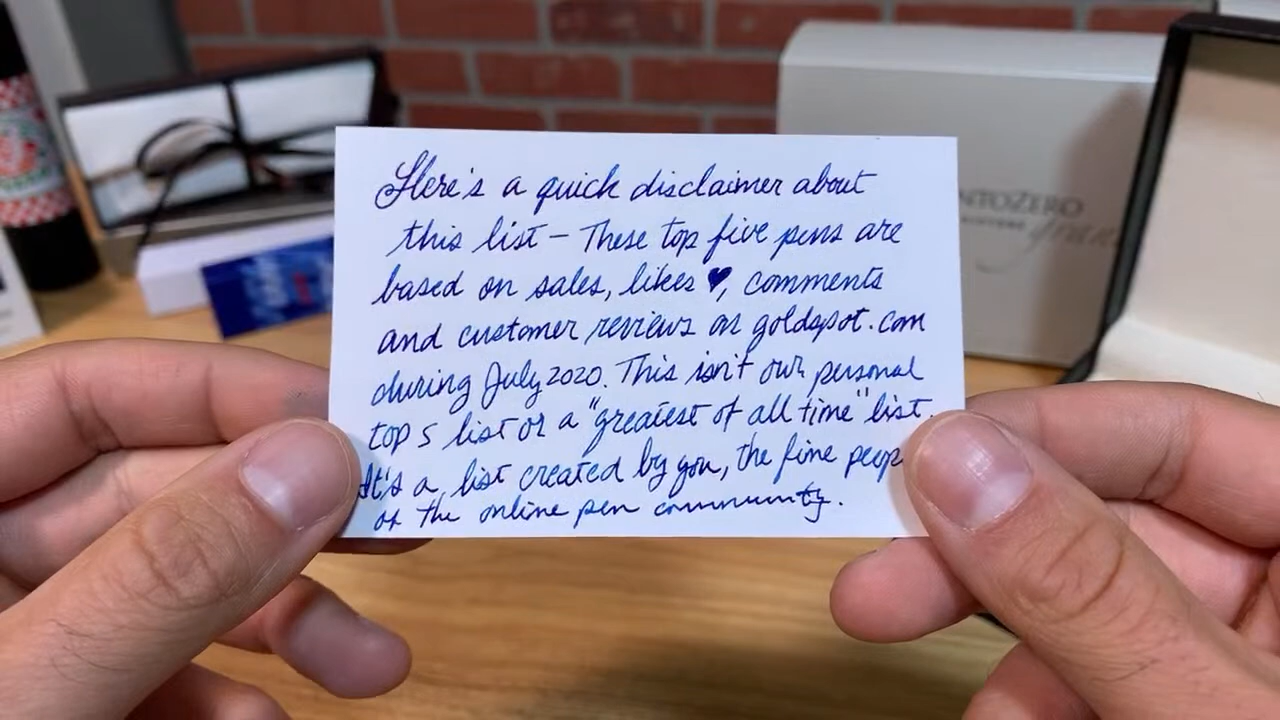 Here's a quick disclaimer about
this list – These top five pens are
based on sales, likes ♥, comments
and customer reviews on goldspot.com
during July 2020. This isn't our personal
top 5 list or a "greatest of all time" list.
It's a list created by you, the fine peop
of the online pen community.
NTOZERO